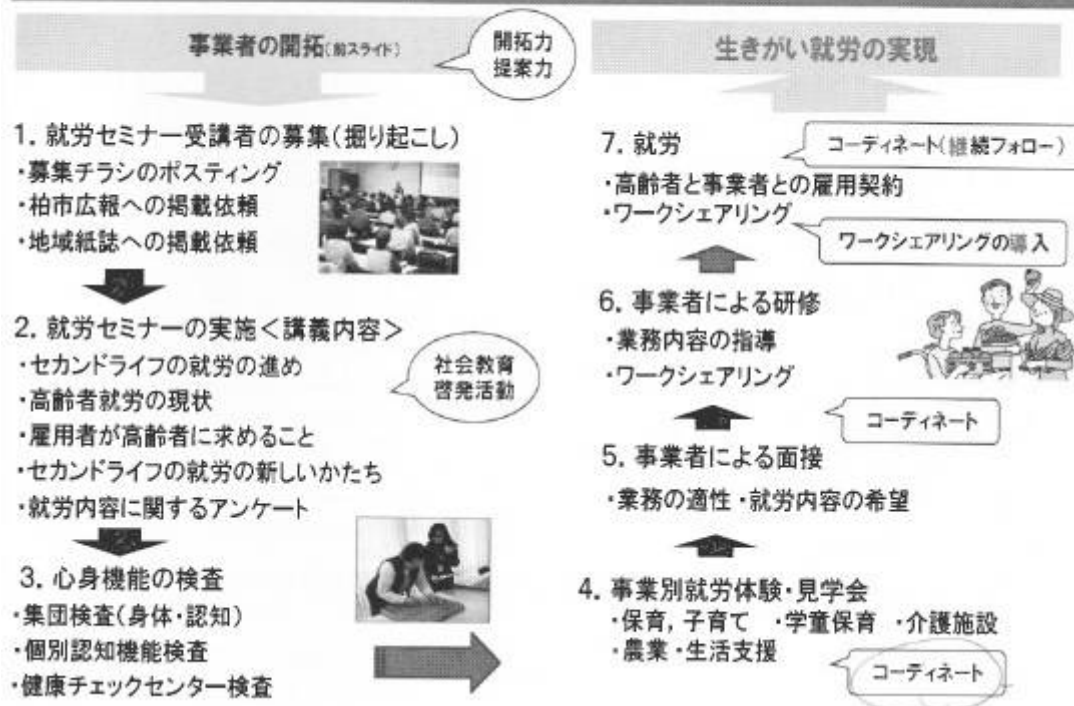 事業者の開拓(前スライド)
開拓力
提案力
1. 就労セミナー受講者の募集(掘り起こし)
・募集チラシのポスティング
・柏市広報への掲載依頼
・地域紙誌への掲載依頼
2. 就労セミナーの実施<講義内容>
・セカンドライフの就労の進め
・高齢者就労の現状
・雇用者が高齢者に求めること
・セカンドライフの就労の新しいかたち
・就労内容に関するアンケート
社会教育
啓発活動
3. 心身機能の検査
・集団検査(身体・認知)
・個別認知機能検査
・健康チェックセンター検査
4. 事業別就労体験・見学会
・保育,子育て ・学童保育 ・介護施設
・農業 ・生活支援
コーディネート
5. 事業者による面接
・業務の適性 ・就労内容の希望
コーディネート
6. 事業者による研修
・業務内容の指導
・ワークシェアリング
7. 就労
・高齢者と事業者との雇用契約
・ワークシェアリング
コーディネート(継続フォロー)
ワークシェアリングの導入
生きがい就労の実現